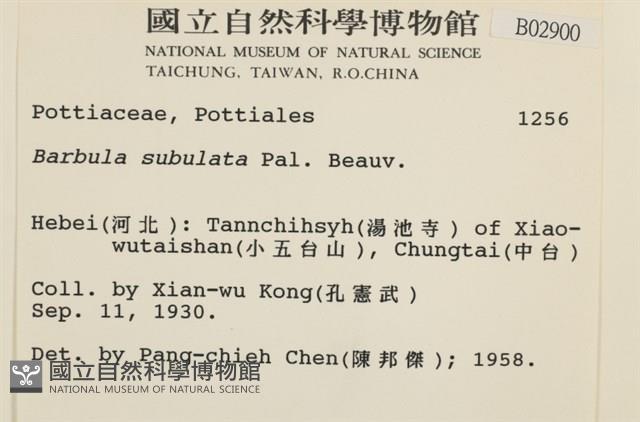 國立自然科學博物館
B02900
NATIONAL MUSEUM OF NATURAL SCIENCE
TAICHUNG, TAIWAN, R.O.CHINA
Pottiaceae, Pottiales 1256
Barbula subulata Pal. Beauv.
Hebei(河北): Tannchihsyh(湯池寺) of Xiao-
wutaishan(小五台山), Chungtai(中台)
Coll. by Xian-wu Kong(孔憲武)
Sep. 11, 1930.
Det. by Pang-chieh Chen(陳邦傑); 1958.
國立自然科學博物館
NATIONAL MUSEUM OF NATURAL SCIENCE